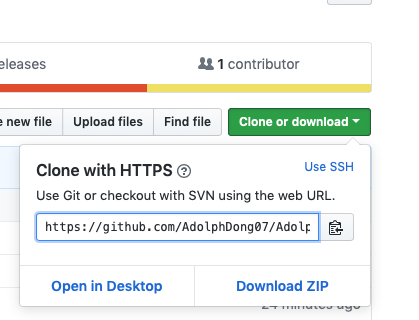 eleases
1 contributor
e new file
Upload files
Find file
Clone or download
Clone with HTTPS
Use SSH
Use Git or checkout with SVN using the web URL.
https://github.com/AdolphDong07/Adolp
Open in Desktop
Download ZIP
24 minutes ago